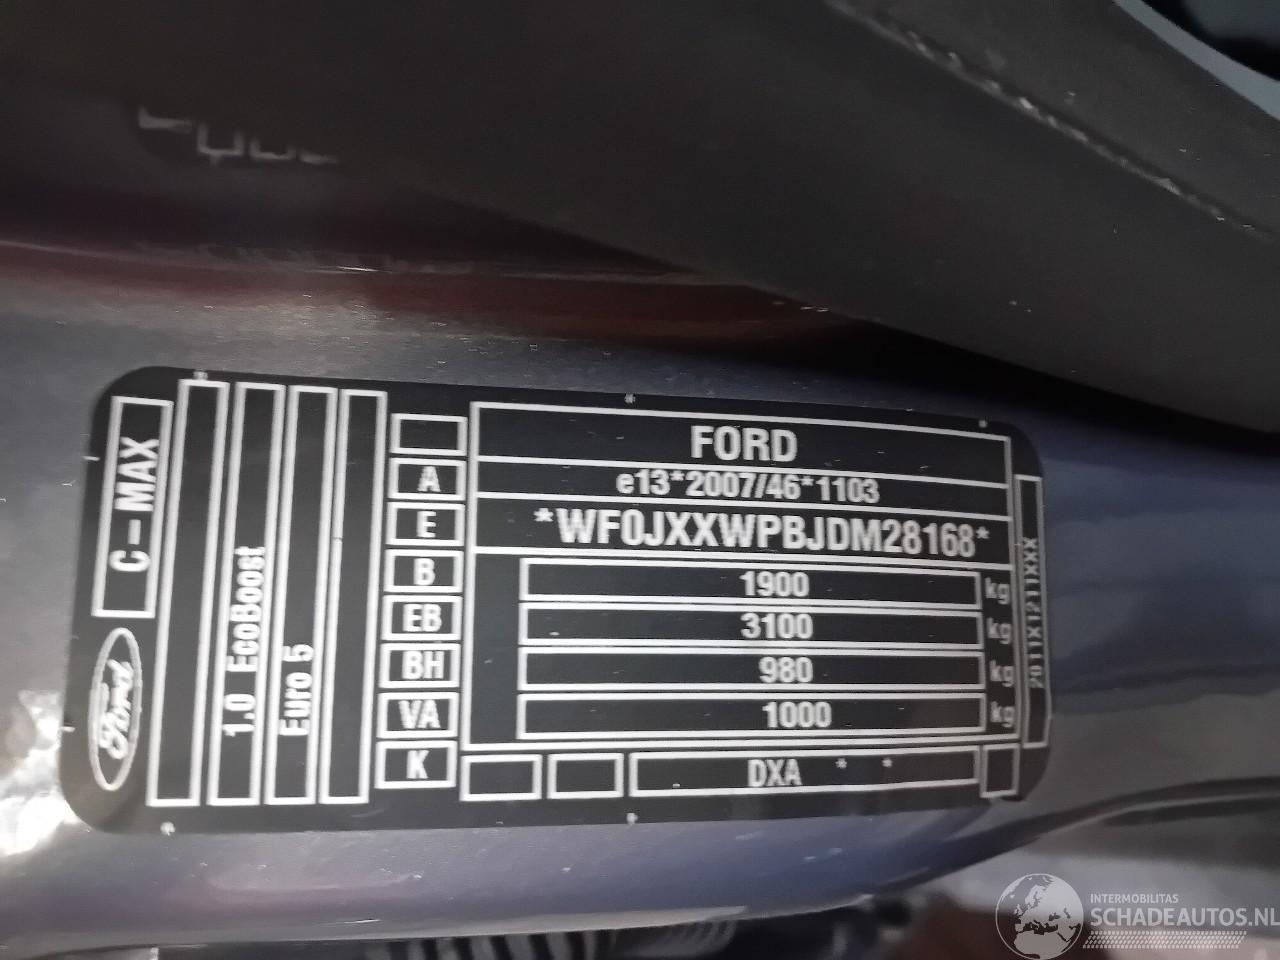 C-MAX
Ford
1.0 EcoBoost
Euro 5
FORD
A e13*2007/46*1103
E *WF0JXXWPBJDM28168*
B 1900 kg
EB 3100 kg
BH 980 kg
VA 1000 kg
K DXA * *
INTERMOBILITAS
SCHADEAUTOS.NL